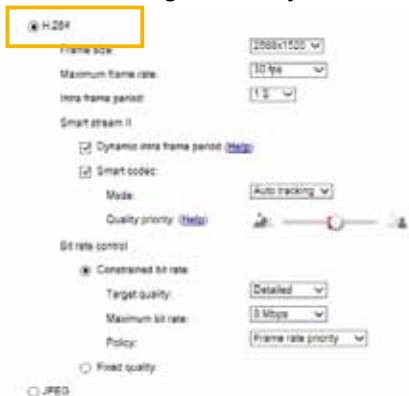 H.264
Frame size: 2688x1520
Maximum frame rate: 30 fps
Intra frame period: 1 S
Smart stream II
Dynamic intra frame period (Help)
Smart codec:
Mode: Auto tracking
Quality priority: (Help)
Bit rate control
Constrained bit rate:
Target quality: Detailed
Maximum bit rate: 8 Mbps
Policy: Frame rate priority
Fixed quality
JPEG